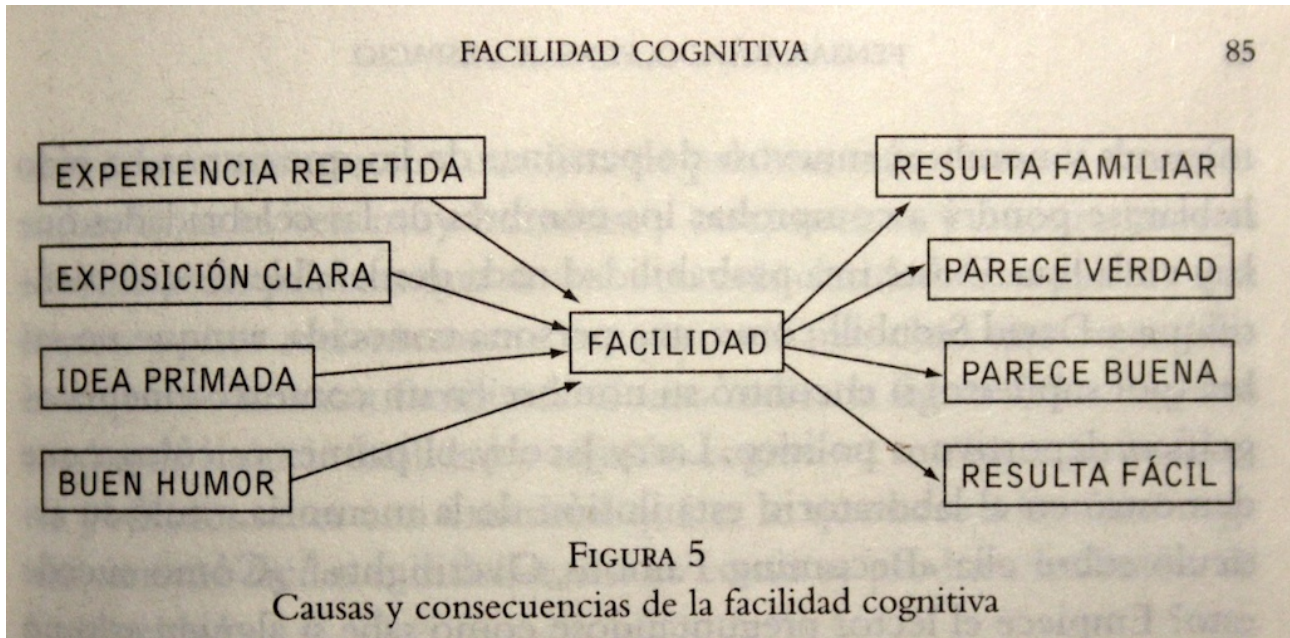 FACILIDAD COGNITIVA 85
EXPERIENCIA REPETIDA
EXPOSICIÓN CLARA
IDEA PRIMADA
BUEN HUMOR
FACILIDAD
RESULTA FAMILIAR
PARECE VERDAD
PARECE BUENA
RESULTA FÁCIL
FIGURA 5
Causas y consecuencias de la facilidad cognitiva